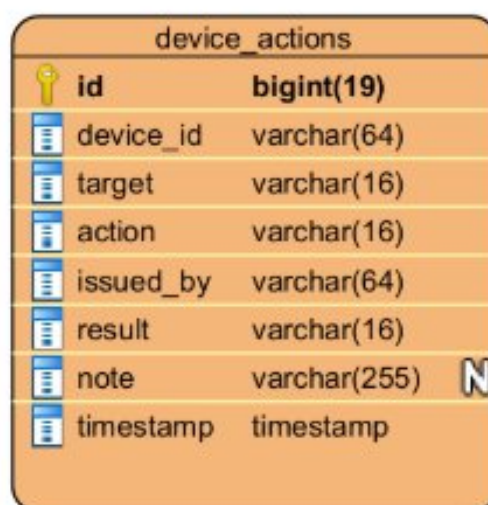 device_actions
id bigint(19)
device_id varchar(64)
target varchar(16)
action varchar(16)
issued_by varchar(64)
result varchar(16)
note varchar(255) N
timestamp timestamp